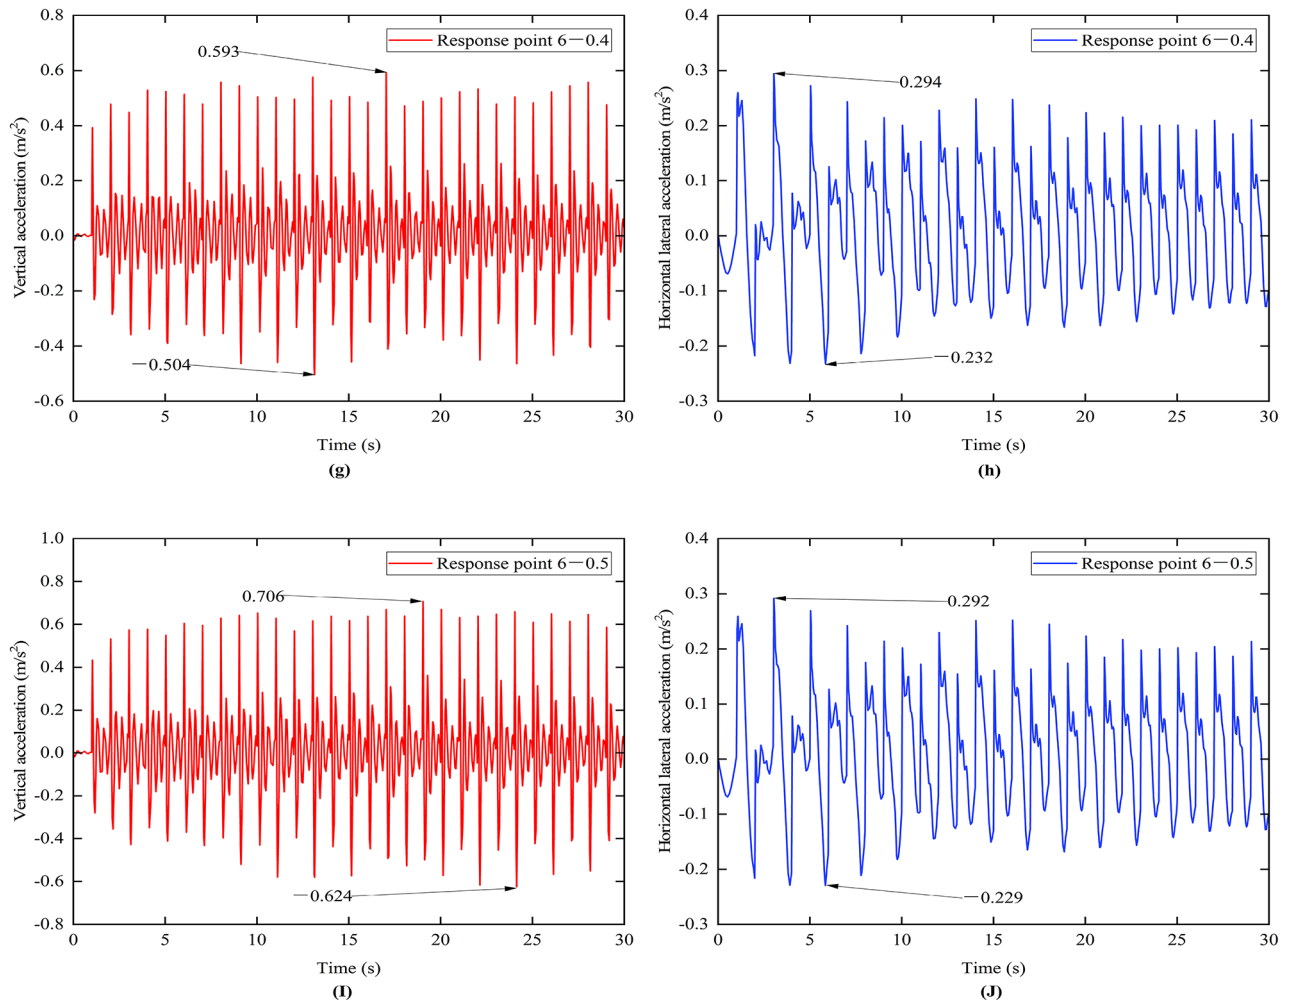 0.8
0.6
0.4
0.2
0.0
-0.2
-0.4
-0.6
Vertical acceleration (m/s²)
Response point 6—0.4
0.593
—0.504
0 5 10 15 20 25 30
Time (s)
(g)
0.4
0.3
0.2
0.1
0.0
-0.1
-0.2
-0.3
Horizontal lateral acceleration (m/s²)
Response point 6—0.4
0.294
—0.232
0 5 10 15 20 25 30
Time (s)
(h)
1.0
0.8
0.6
0.4
0.2
0.0
-0.2
-0.4
-0.6
-0.8
Vertical acceleration (m/s²)
Response point 6—0.5
0.706
—0.624
0 5 10 15 20 25 30
Time (s)
(I)
0.4
0.3
0.2
0.1
0.0
-0.1
-0.2
-0.3
Horizontal lateral acceleration (m/s²)
Response point 6—0.5
0.292
—0.229
0 5 10 15 20 25 30
Time (s)
(J)